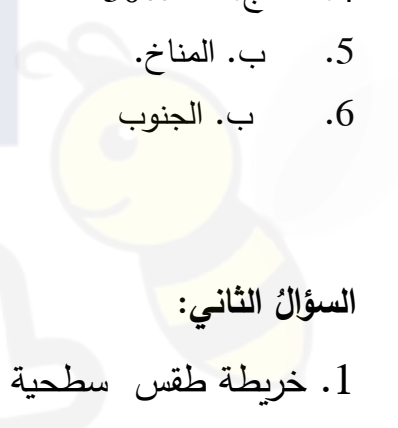 5. ب. المناخ.
6. ب. الجنوب
السؤالُ الثاني:
1. خريطة طقس سطحية